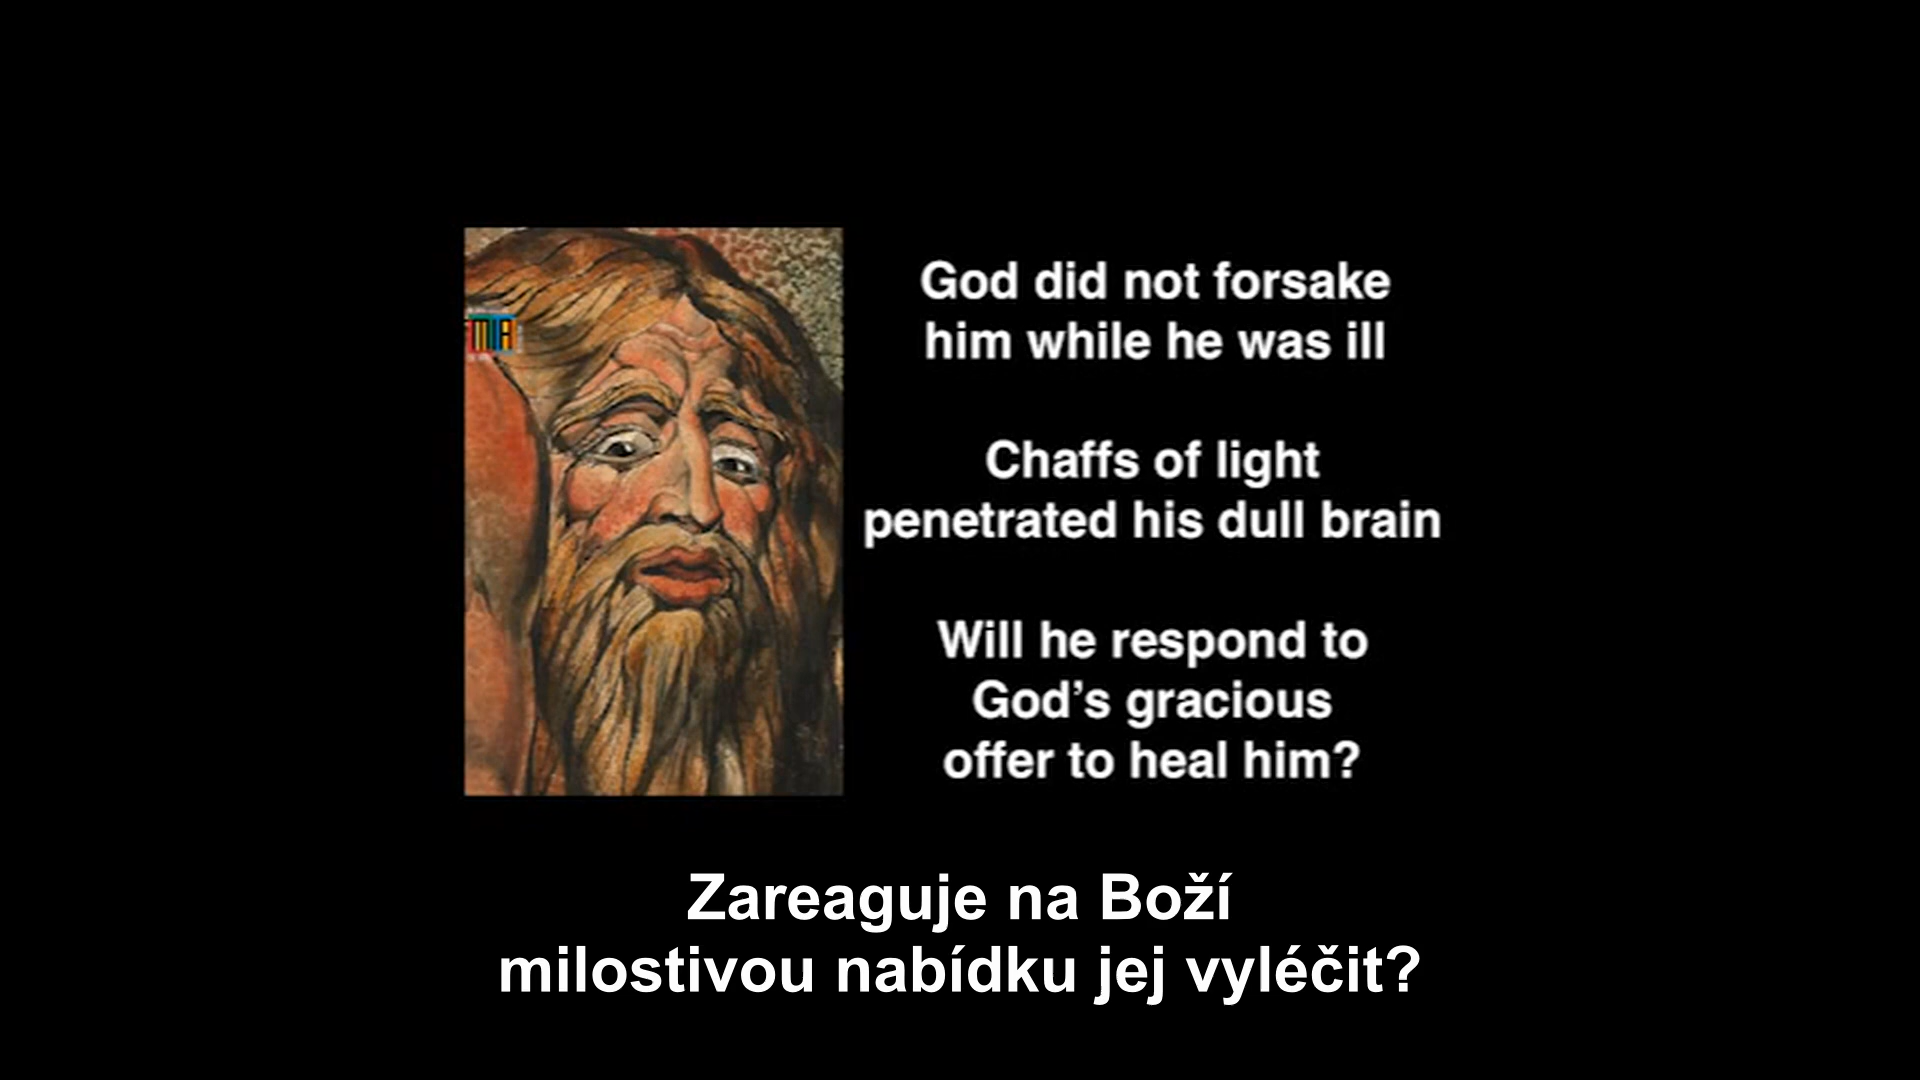 God did not forsake
him while he was ill
Chaffs of light
penetrated his dull brain
Will he respond to
God’s gracious
offer to heal him?
Zareaguje na Boží
milostivou nabídku jej vyléčit?